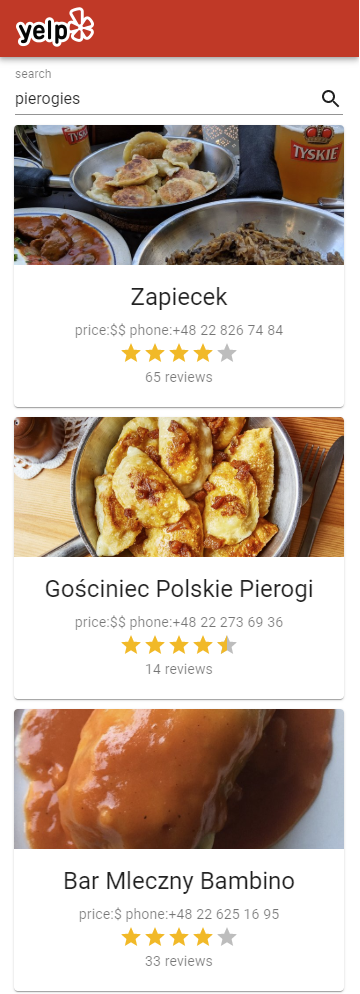 yelp
search
pierogies
TYSKIE
TYSKIE
Zapiecek
price:$$ phone:+48 22 826 74 84
65 reviews
Gościniec Polskie Pierogi
price:$$ phone:+48 22 273 69 36
14 reviews
Bar Mleczny Bambino
price:$ phone:+48 22 625 16 95
33 reviews